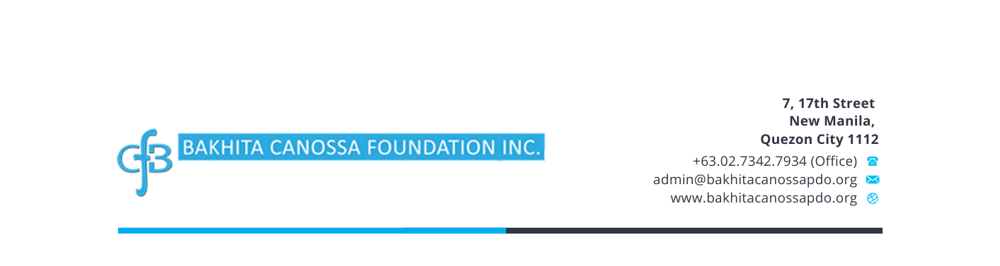 CfB
BAKHITA CANOSSA FOUNDATION INC.
7, 17th Street
New Manila,
Quezon City 1112
+63.02.7342.7934 (Office)
admin@bakhitacanossapdo.org
www.bakhitacanossapdo.org